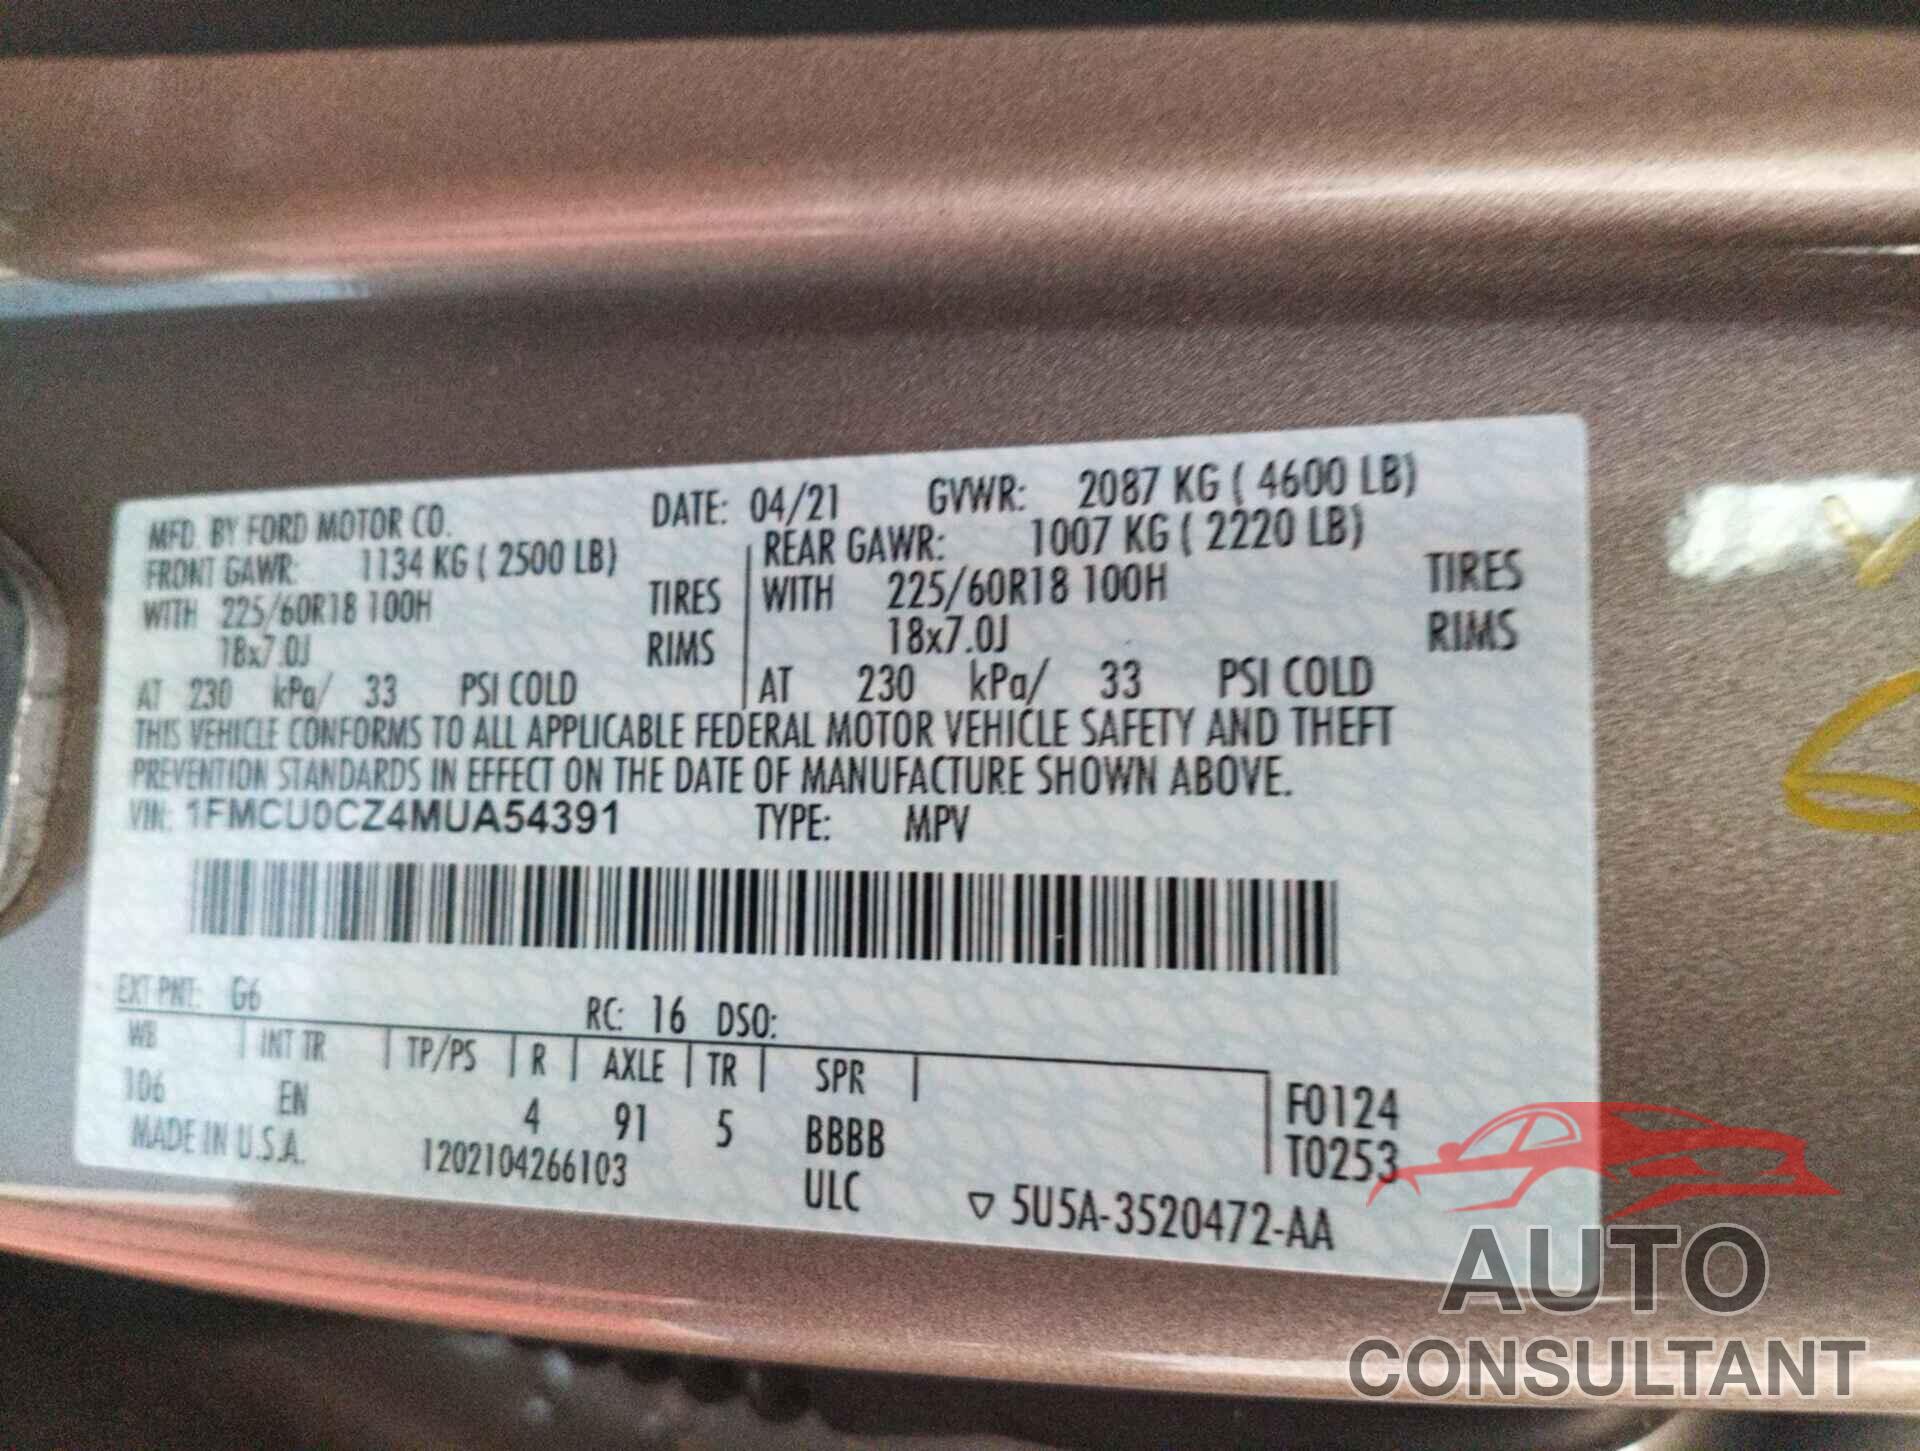 MFD. BY FORD MOTOR CO. DATE: 04/21 GVWR: 2087 KG ( 4600 LB)
FRONT GAWR: 1134 KG ( 2500 LB) REAR GAWR: 1007 KG ( 2220 LB)
WITH 225/60R18 100H TIRES WITH 225/60R18 100H TIRES
18x7.0J RIMS 18x7.0J RIMS
AT 230 kPa/ 33 PSI COLD AT 230 kPa/ 33 PSI COLD
THIS VEHICLE CONFORMS TO ALL APPLICABLE FEDERAL MOTOR VEHICLE SAFETY AND THEFT
PREVENTION STANDARDS IN EFFECT ON THE DATE OF MANUFACTURE SHOWN ABOVE.
VIN: 1FMCU0CZ4MUA54391 TYPE: MPV
EXT PNT: G6 RC: 16 DSO:
WB INT TR TP/PS R AXLE TR SPR
106 EN 4 91 5 BBBB F0124
MADE IN U.S.A. 1202104266103 ULC T0253
▽ 5U5A-3520472-AA
6
AUTO
CONSULTANT